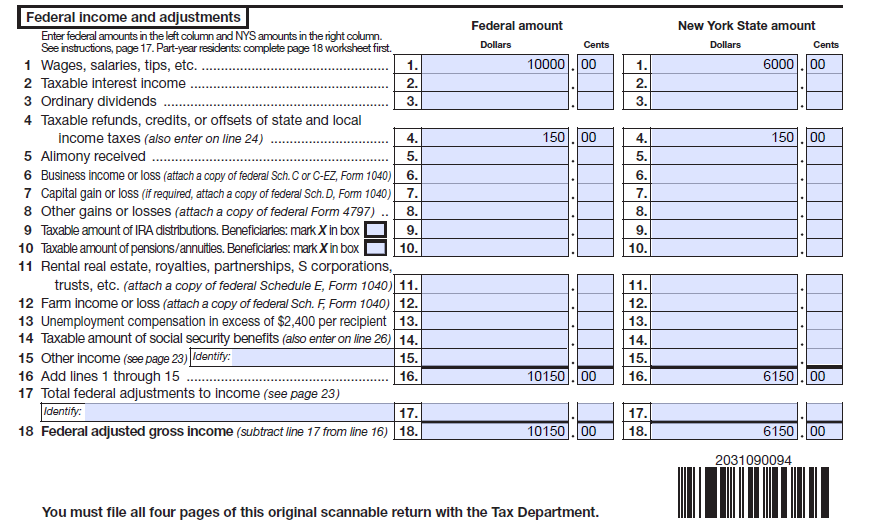 Federal income and adjustments
Enter federal amounts in the left column and NYS amounts in the right column.
See instructions, page 17. Part-year residents: complete page 18 worksheet first.
Federal amount
Dollars Cents
New York State amount
Dollars Cents
1 Wages, salaries, tips, etc. ................................................ 1. 10000 . 00 1. 6000 . 00
2 Taxable interest income ................................................ 2. . 2. .
3 Ordinary dividends ................................................ 3. . 3. .
4 Taxable refunds, credits, or offsets of state and local
income taxes (also enter on line 24) .............................. 4. 150 . 00 4. 150 . 00
5 Alimony received ................................................ 5. . 5. .
6 Business income or loss (attach a copy of federal Sch. C or C-EZ, Form 1040) 6. . 6. .
7 Capital gain or loss (if required, attach a copy of federal Sch. D, Form 1040) 7. . 7. .
8 Other gains or losses (attach a copy of federal Form 4797) .. 8. . 8. .
9 Taxable amount of IRA distributions. Beneficiaries: mark X in box 9. . 9. .
10 Taxable amount of pensions/annuities. Beneficiaries: mark X in box 10. . 10. .
11 Rental real estate, royalties, partnerships, S corporations,
trusts, etc. (attach a copy of federal Schedule E, Form 1040) 11. . 11. .
12 Farm income or loss (attach a copy of federal Sch. F, Form 1040) 12. . 12. .
13 Unemployment compensation in excess of $2,400 per recipient 13. . 13. .
14 Taxable amount of social security benefits (also enter on line 26) 14. . 14. .
15 Other income (see page 23) Identify: 15. . 15. .
16 Add lines 1 through 15 ................................................ 16. 10150 . 00 16. 6150 . 00
17 Total federal adjustments to income (see page 23)
Identify: 17. . 17. .
18 Federal adjusted gross income (subtract line 17 from line 16) 18. 10150 . 00 18. 6150 . 00
2031090094
You must file all four pages of this original scannable return with the Tax Department.